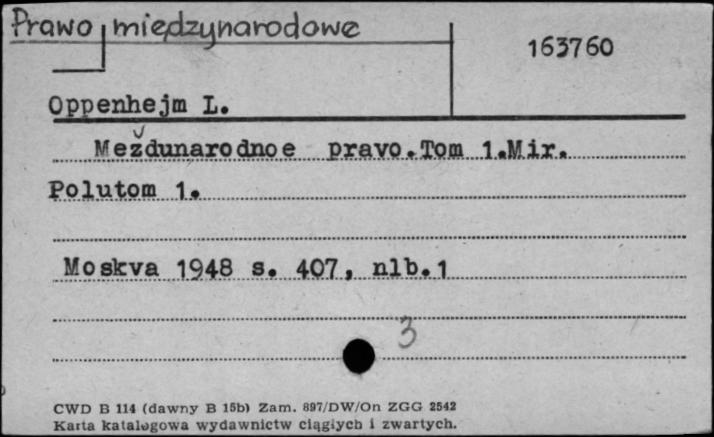 Prawo międzynarodowe
163760
Oppenhejm L.
Meždunarodnoe pravo. Tom 1. Mir.
Polutom 1.
Moskva 1948 s. 407, nlb. 1
3
CWD B 114 (dawny B 15b) Zam. 897/DW/On ZGG 2542
Karta katalogowa wydawnictw ciągłych i zwartych.